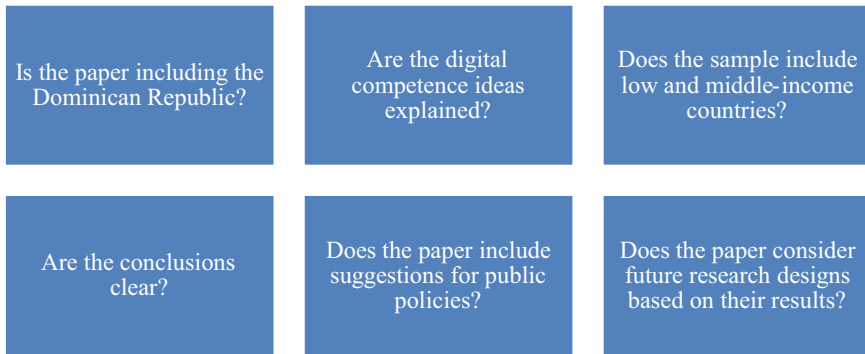 Is the paper including the
Dominican Republic?
Are the digital
competence ideas
explained?
Does the sample include
low and middle-income
countries?
Are the conclusions
clear?
Does the paper include
suggestions for public
policies?
Does the paper consider
future research designs
based on their results?